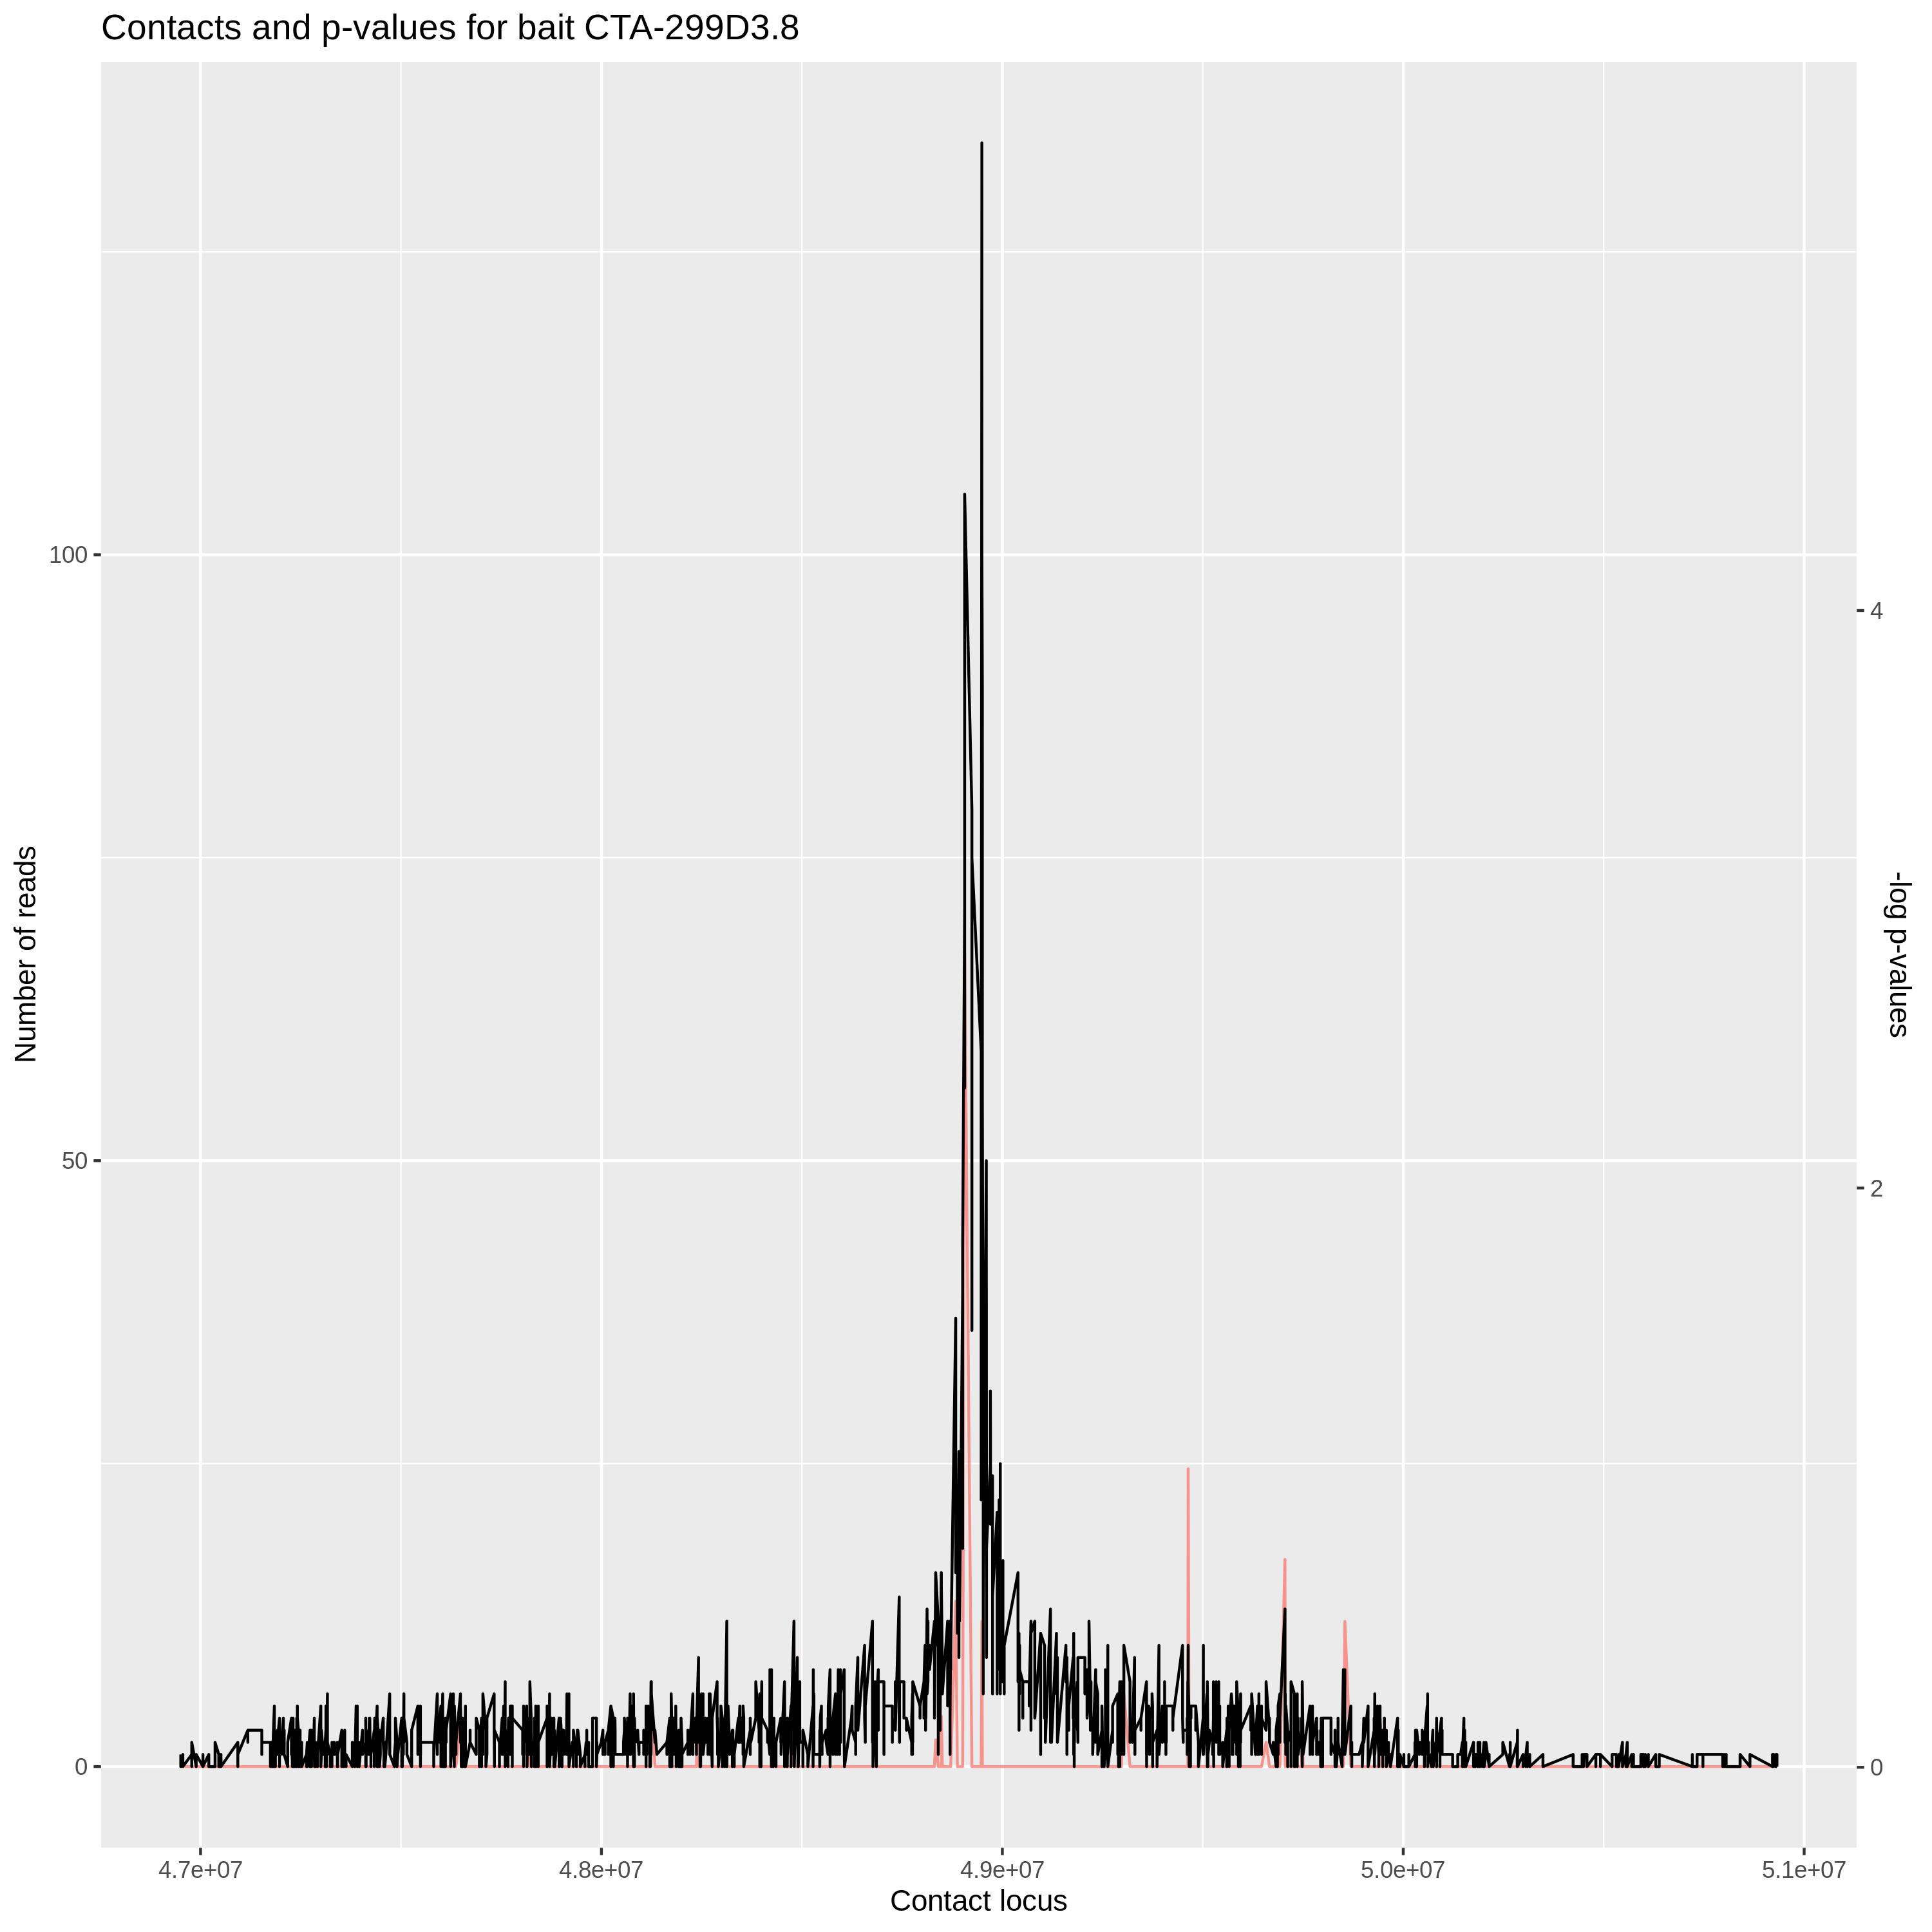 Contacts and p-values for bait CTA-299D3.8
100
50
0
Number of reads
4
2
0
-log p-values
4.7e+07
4.8e+07
4.9e+07
5.0e+07
5.1e+07
Contact locus